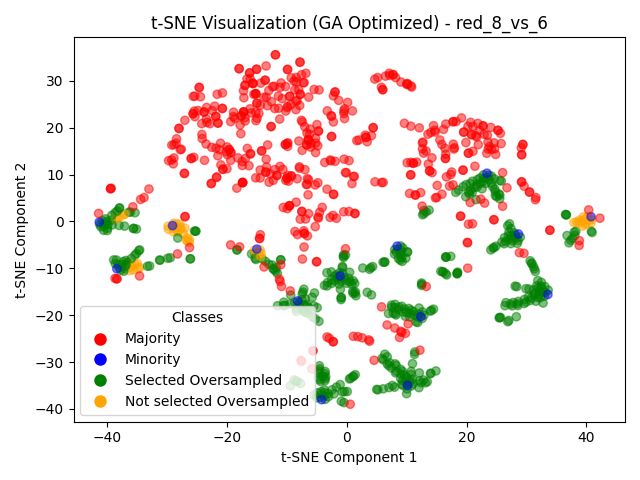 t-SNE Visualization (GA Optimized) - red_8_vs_6
t-SNE Component 2
30
20
10
0
−10
−20
−30
−40
Classes
Majority
Minority
Selected Oversampled
Not selected Oversampled
−40 −20 0 20 40
t-SNE Component 1